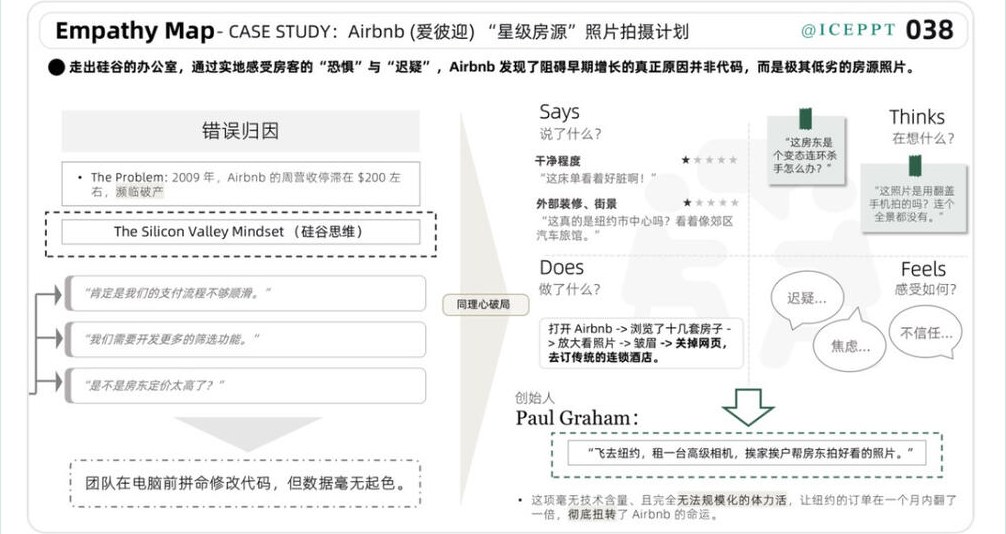 Empathy Map- CASE STUDY：Airbnb (爱彼迎) “星级房源” 照片拍摄计划
@ICEPPT 038
走出硅谷的办公室，通过实地感受房客的 “恐惧” 与 “迟疑” ，Airbnb 发现了阻碍早期增长的真正原因并非代码，而是极其低劣的房源照片。
错误归因
• The Problem: 2009 年，Airbnb 的周营收停滞在 $200 左
右，濒临破产
The Silicon Valley Mindset（硅谷思维）
“肯定是我们的支付流程不够顺滑。”
“我们需要开发更多的筛选功能。”
“是不是房东定价太高了？”
团队在电脑前拼命修改代码，但数据毫无起色。
同理心破局
Says
说了什么？
干净程度 ★★★★★
“这床单看着好脏啊！”
外部装修、街景 ★★★★★
“这真是纽约市中心吗？看着像郊区
汽车旅馆。”
Thinks
在想什么？
“这房东是
个变态连环杀
手怎么办？”
“这照片是用翻盖
手机拍的吗？连个
全景都没有。”
Does
做了什么？
打开 Airbnb -> 浏览了十几套房子 -
> 放大看照片 -> 皱眉 -> 关掉网页，
去订传统的连锁酒店。
Feels
感受如何？
迟疑...
焦虑...
不信任...
创始人
Paul Graham：
“飞去纽约，租一台高级相机，挨家挨户帮房东拍好看的照片。”
• 这项毫无技术含量、且完全无法规模化的体力活，让纽约的订单在一个月内翻了
一倍，彻底扭转了 Airbnb 的命运。